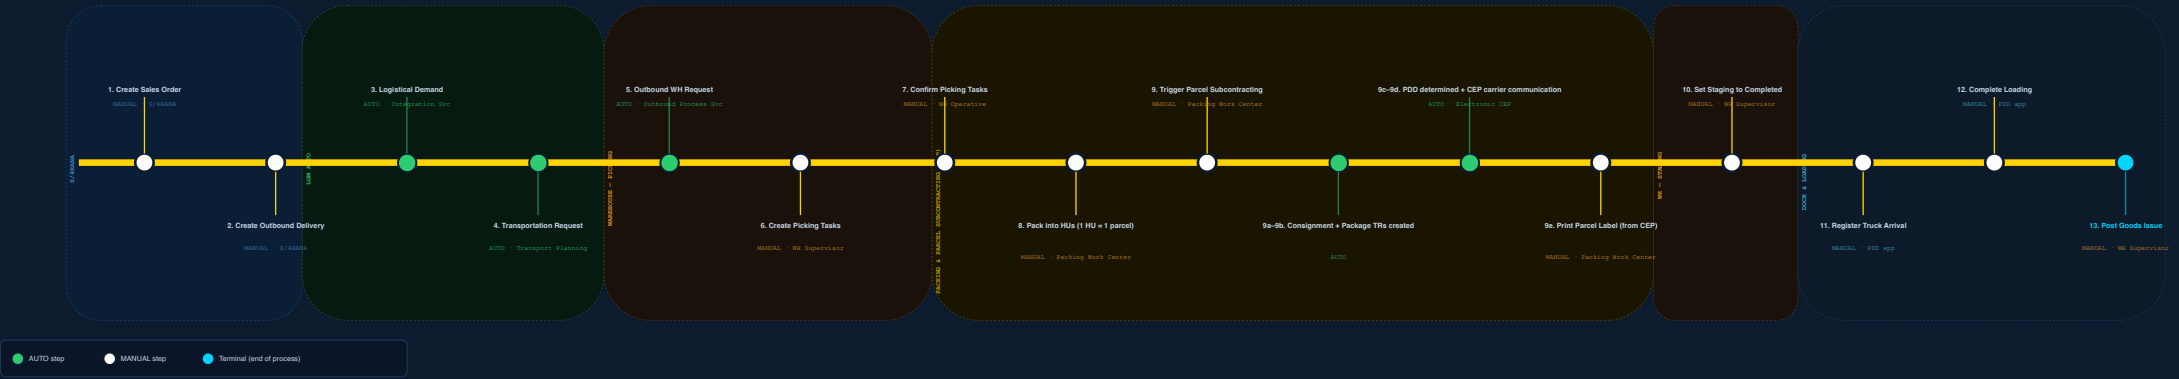 1. Create Sales Order
MANUAL · S/4HANA
3. Logistical Demand
AUTO · Integration Svc
5. Outbound WH Request
AUTO · Outbound Process Svc
7. Confirm Picking Tasks
MANUAL · WH Operative
9. Trigger Parcel Subcontracting
MANUAL · Packing Work Center
9c–9d. PDD determined + CEP carrier communication
AUTO · Electronic CEP
10. Set Staging to Completed
MANUAL · WH Supervisor
12. Complete Loading
MANUAL · PDD app
S/4HANA
LGM AUTO
WAREHOUSE — PICKING
PACKING & PARCEL SUBCONTRACTING
WH — STAGING
DOCK & LOADING
2. Create Outbound Delivery
MANUAL · S/4HANA
4. Transportation Request
AUTO · Transport Planning
6. Create Picking Tasks
MANUAL · WH Supervisor
8. Pack into HUs (1 HU = 1 parcel)
MANUAL · Packing Work Center
9a–9b. Consignment + Package TRs created
AUTO
9e. Print Parcel Label (from CEP)
MANUAL · Packing Work Center
11. Register Truck Arrival
MANUAL · PDD app
13. Post Goods Issue
MANUAL · WH Supervisor
AUTO step
MANUAL step
Terminal (end of process)